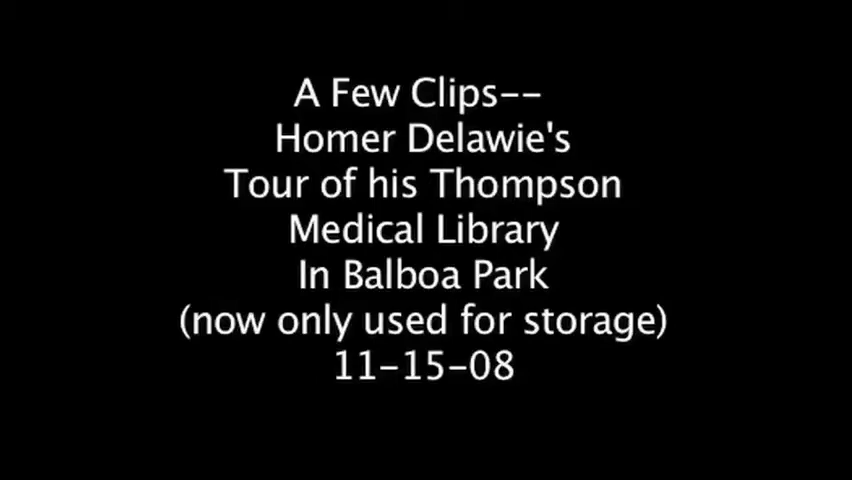 A Few Clips--
Homer Delawie's
Tour of his Thompson
Medical Library
In Balboa Park
(now only used for storage)
11-15-08